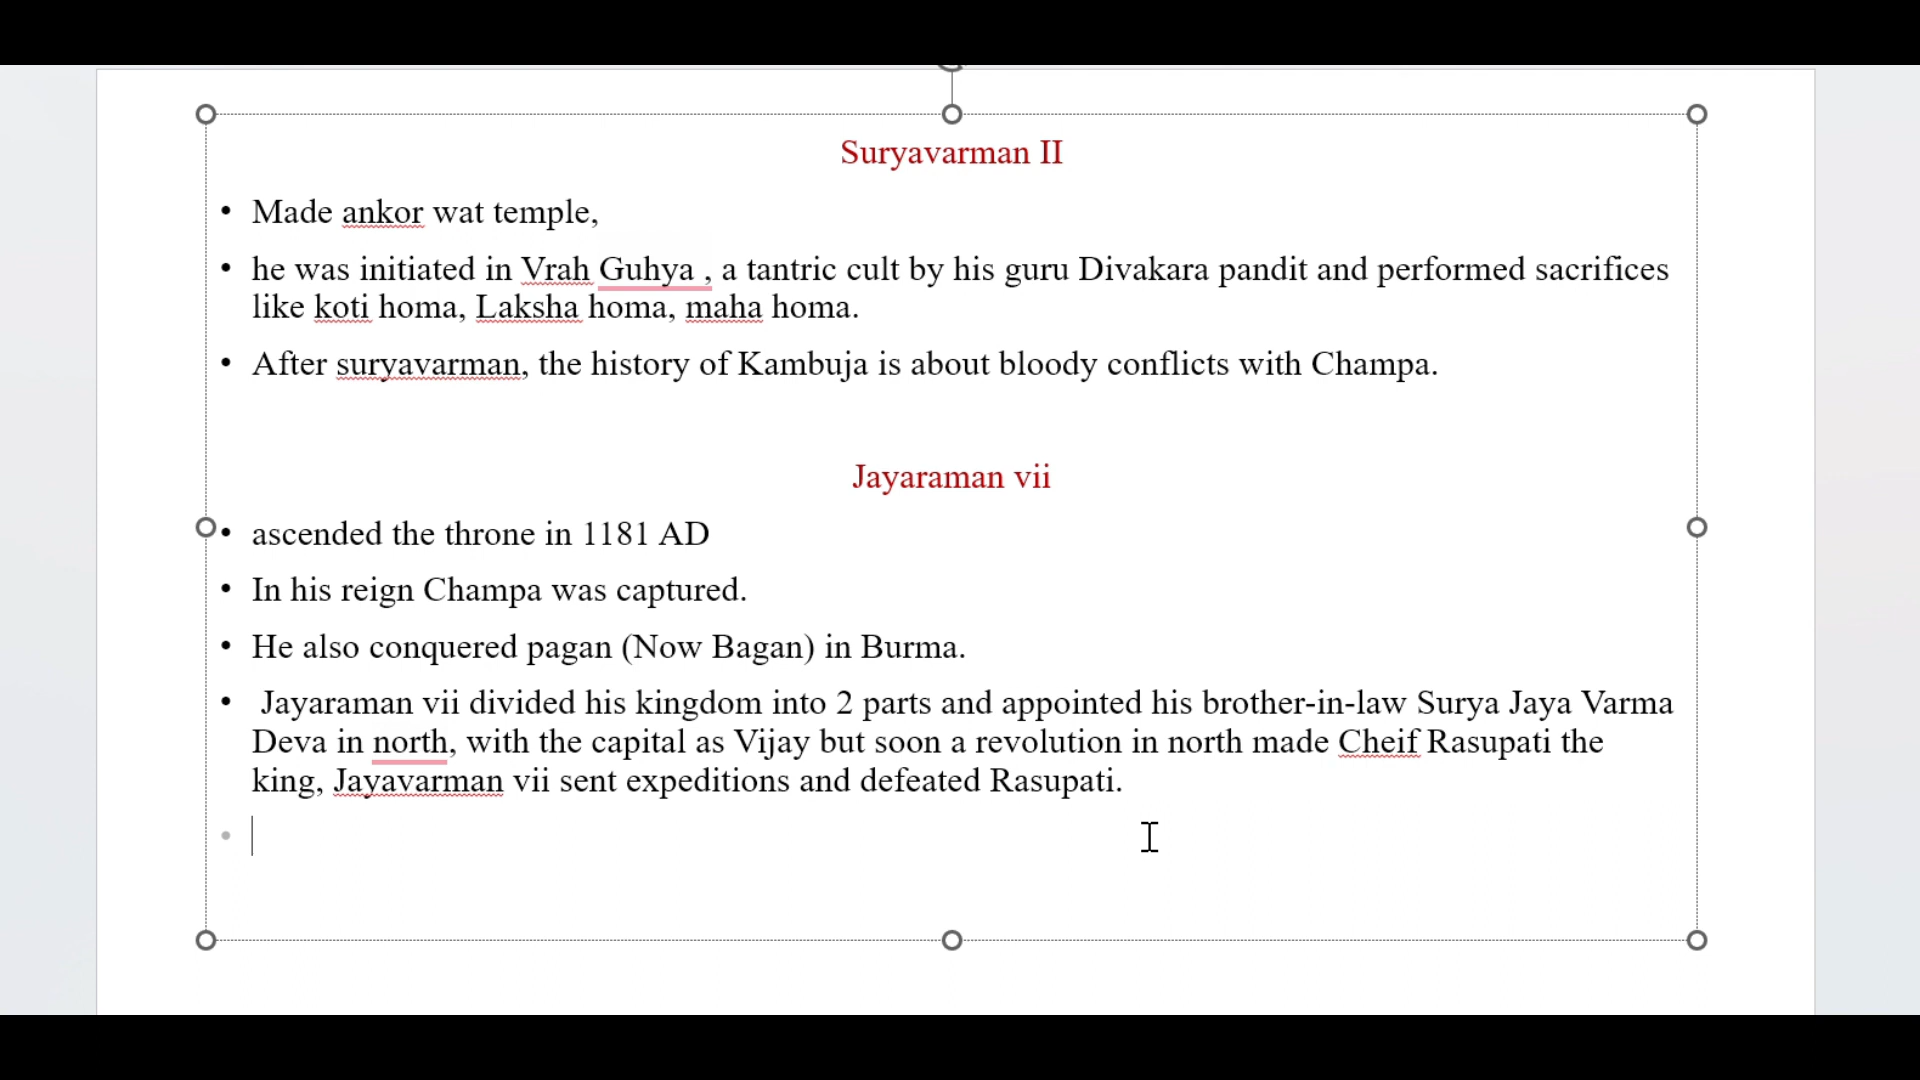 Suryavarman II
• Made ankor wat temple,
• he was initiated in Vrah Guhya , a tantric cult by his guru Divakara pandit and performed sacrifices
like koti homa, Laksha homa, maha homa.
• After suryavarman, the history of Kambuja is about bloody conflicts with Champa.
Jayaraman vii
• ascended the throne in 1181 AD
• In his reign Champa was captured.
• He also conquered pagan (Now Bagan) in Burma.
• Jayaraman vii divided his kingdom into 2 parts and appointed his brother-in-law Surya Jaya Varma
Deva in north, with the capital as Vijay but soon a revolution in north made Cheif Rasupati the
king, Jayavarman vii sent expeditions and defeated Rasupati.
•